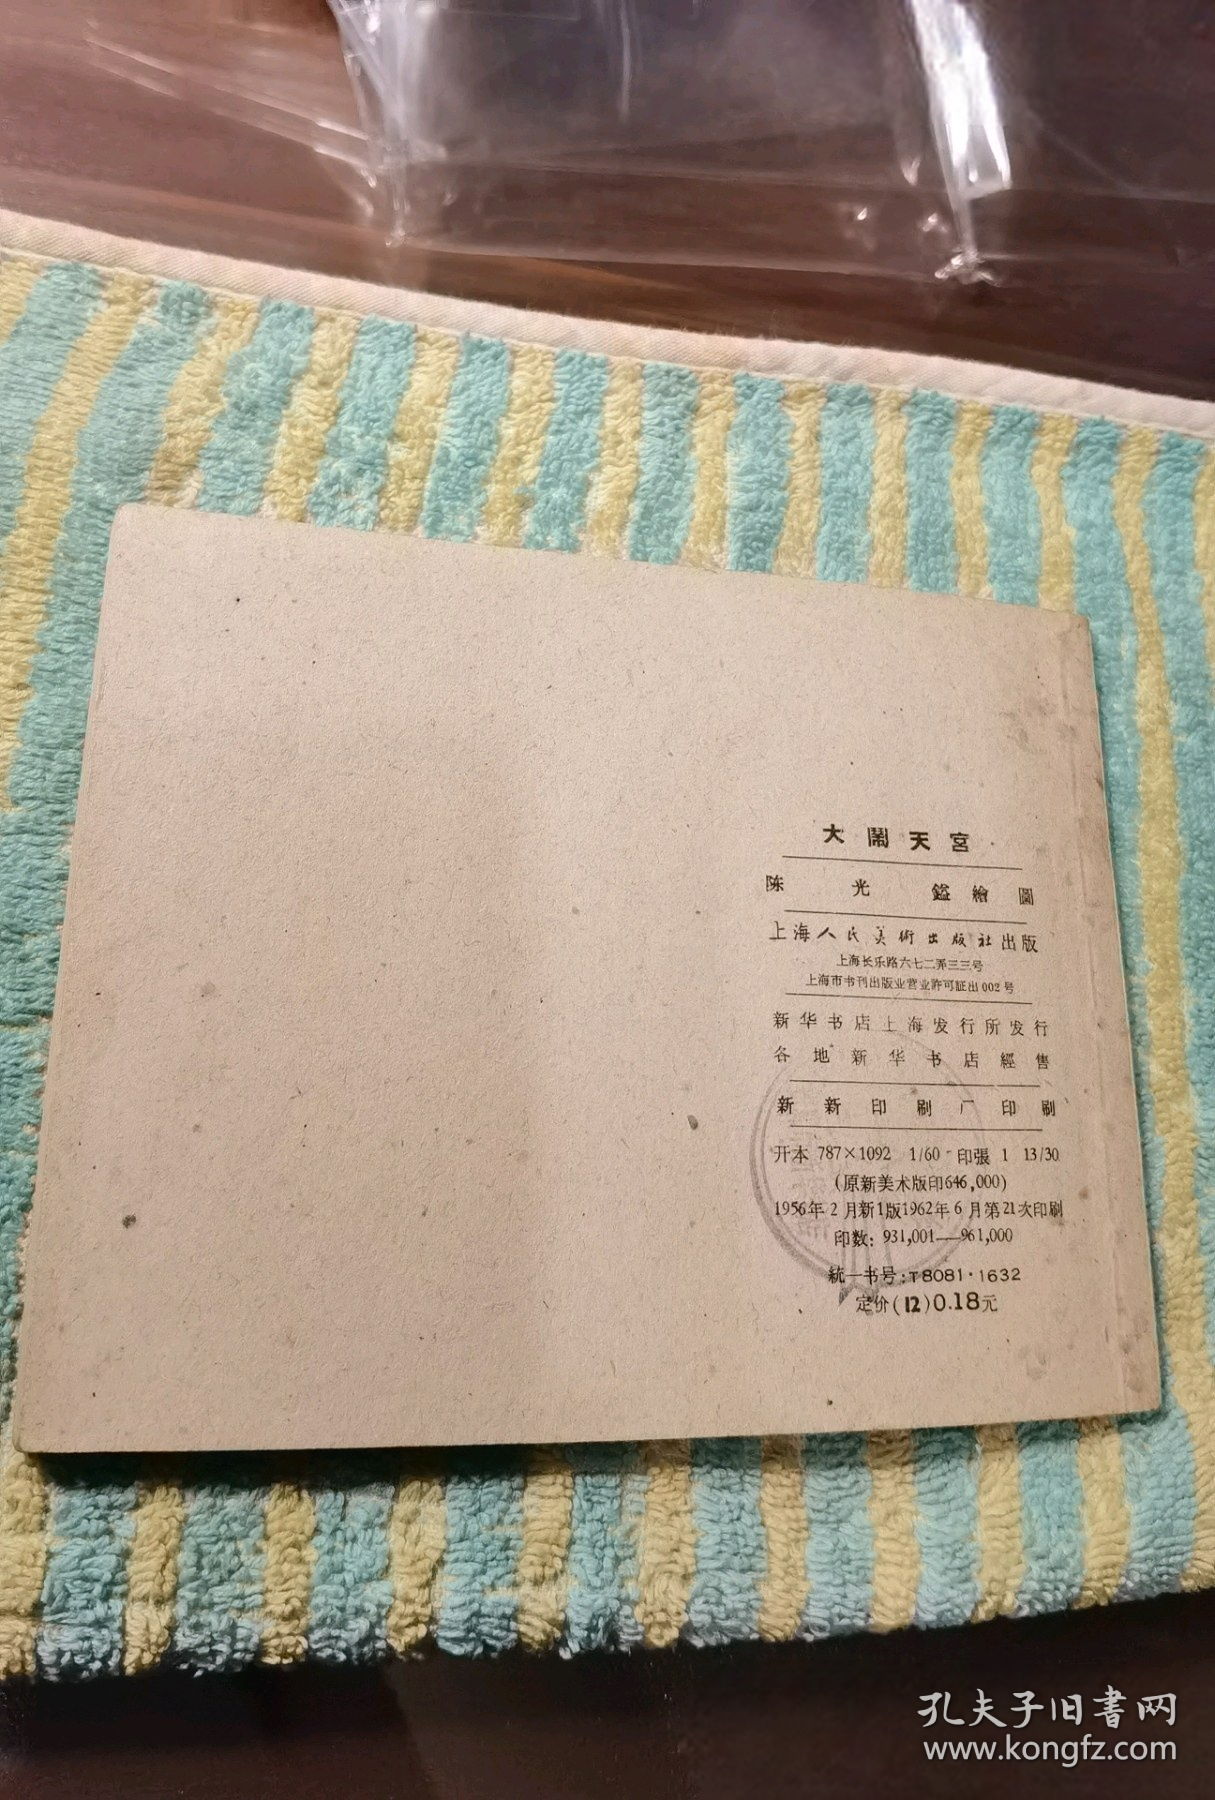 大鬧天宮
陈光鎰繪圖
上海人民美術出版社出版
上海长乐路六七二弄三三号
上海市书刊出版业营业許可証出002号
新华书店上海发行所发行
各地新华书店經售
新新印刷厂印刷
开本 787×1092 1/60 印張 1 13/30
(原新美术版印646,000)
1956年2月新1版1962年6月第21次印刷
印数: 931,001—961,000
統一书号:T8081·1632
定价(12)0.18元
孔夫子旧書网
www.kongfz.com